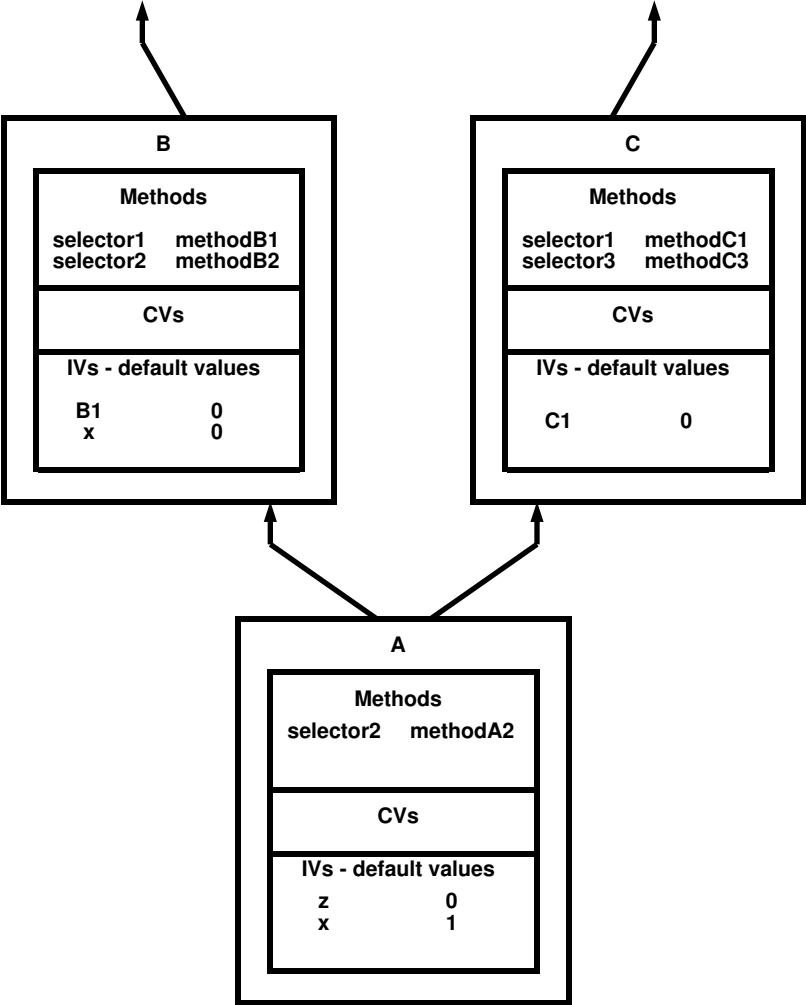 B
Methods
selector1 methodB1
selector2 methodB2
CVs
IVs - default values
B1 0
x 0
C
Methods
selector1 methodC1
selector3 methodC3
CVs
IVs - default values
C1 0
A
Methods
selector2 methodA2
CVs
IVs - default values
z 0
x 1